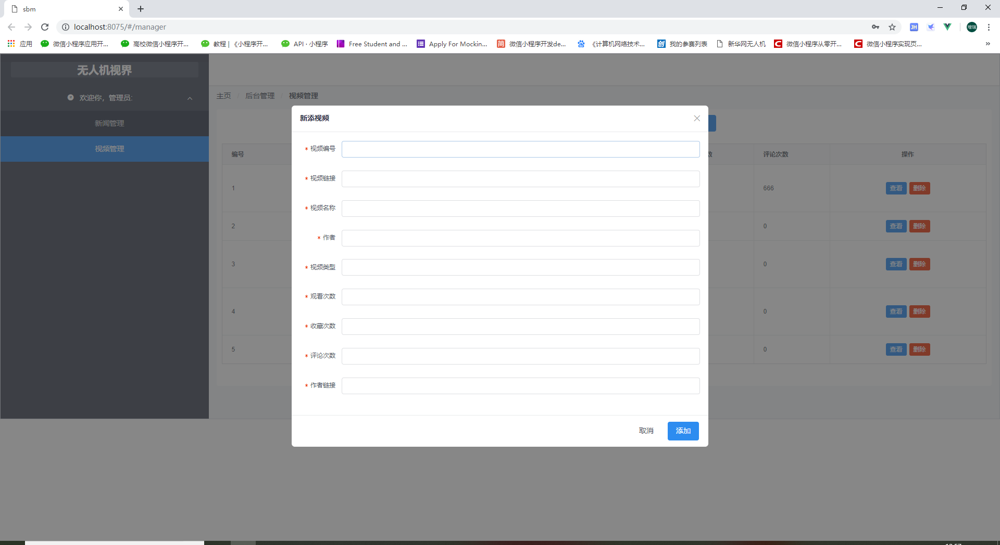 sbm
localhost:8075/#/manager
JH
增瑞
应用
微信小程序应用开...
高校微信小程序开...
教程 | 《小程序开...
API · 小程序
Free Student and ...
Apply For Mockin...
简
微信小程序开发de...
《计算机网络技术...
创
我的参赛列表
新华网无人机
C
微信小程序从零开...
C
微信小程序实现页...
»
无人机视界
欢迎你，管理员:
新闻管理
视频管理
主页 / 后台管理 / 视频管理
新添视频
* 视频编号
* 视频链接
* 视频名称
* 作者
* 视频类型
* 观看次数
* 收藏次数
* 评论次数
* 作者链接
取消
添加
编号
数
评论次数
操作
1
666
查看
删除
2
0
查看
删除
3
0
查看
删除
4
0
查看
删除
5
0
查看
删除